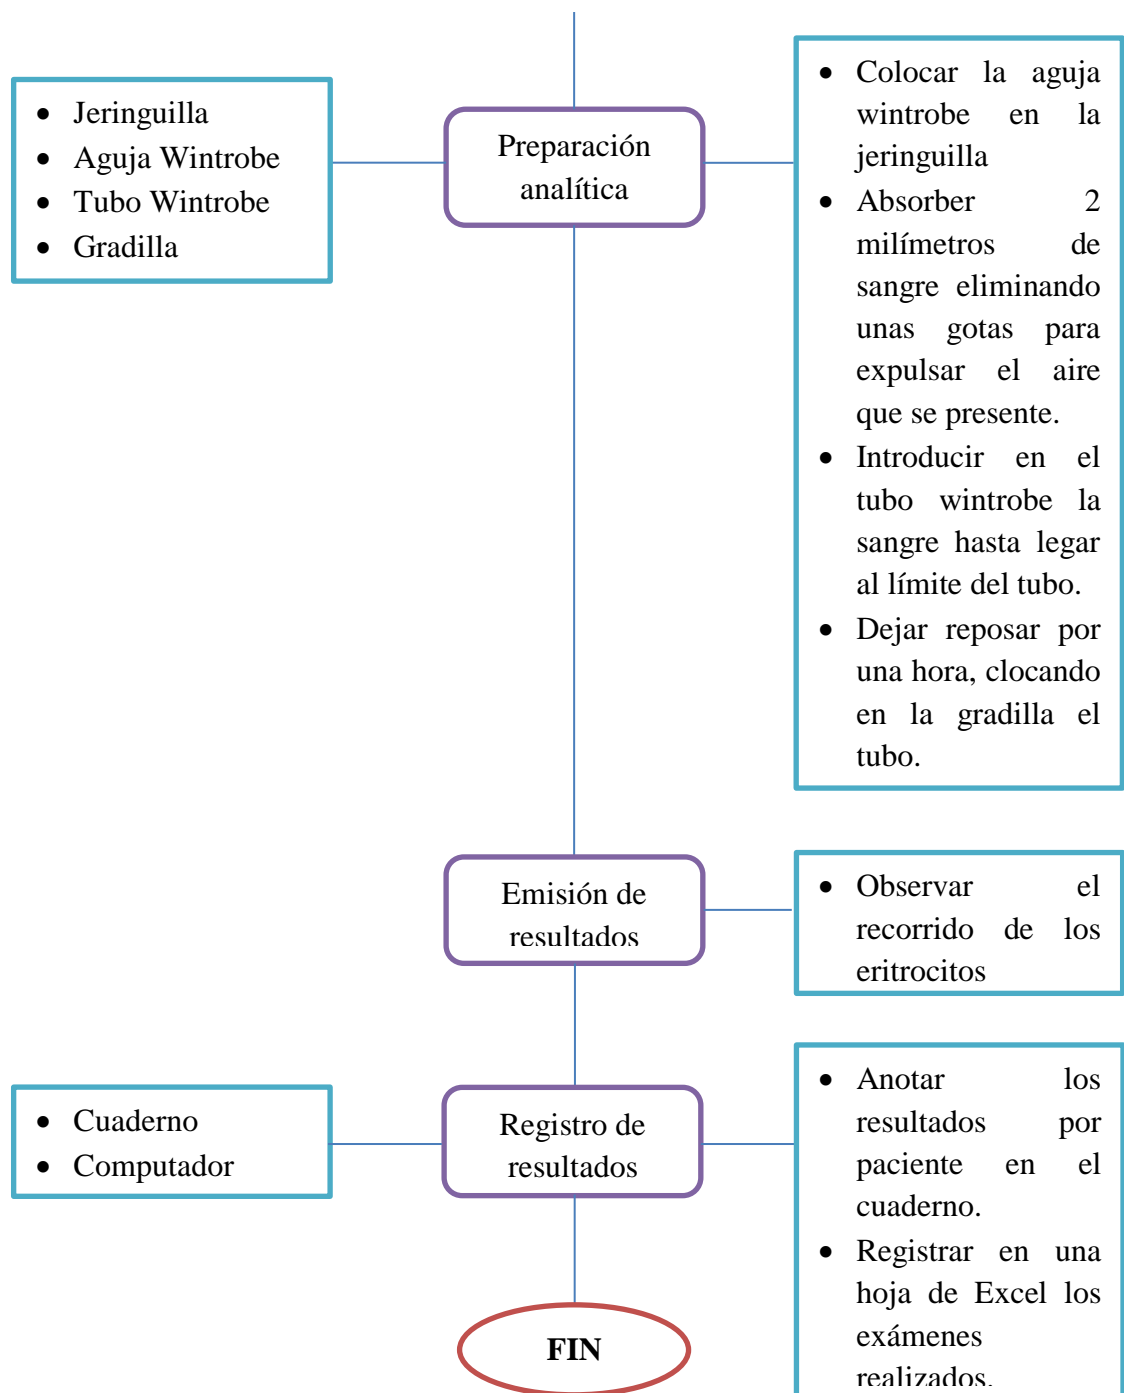 • Jeringuilla
• Aguja Wintrobe
• Tubo Wintrobe
• Gradilla
Preparación
analítica
• Colocar la aguja
wintrobe en la
jeringuilla
• Absorber 2
milímetros de
sangre eliminando
unas gotas para
expulsar el aire
que se presente.
• Introducir en el
tubo wintrobe la
sangre hasta legar
al límite del tubo.
• Dejar reposar por
una hora, clocando
en la gradilla el
tubo.
Emisión de
resultados
• Observar el
recorrido de los
eritrocitos
• Cuaderno
• Computador
Registro de
resultados
• Anotar los
resultados por
paciente en el
cuaderno.
• Registrar en una
hoja de Excel los
exámenes
realizados.
FIN